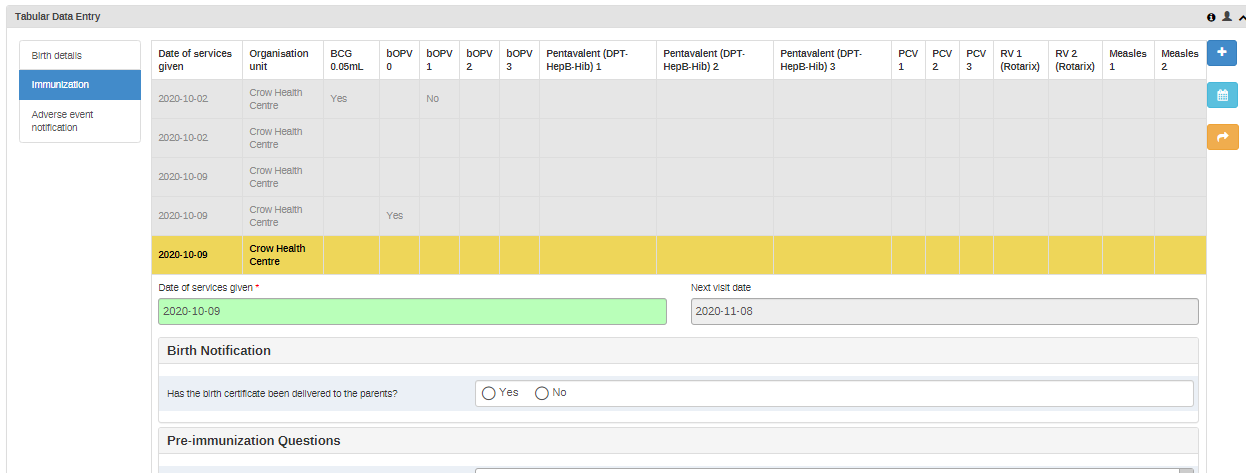 Tabular Data Entry
Birth details
Immunization
Adverse event
notification
Date of services
given
Organisation
unit
BCG
0.05mL
bOPV
0
bOPV
1
bOPV
2
bOPV
3
Pentavalent (DPT-
HepB-Hib) 1
Pentavalent (DPT-
HepB-Hib) 2
Pentavalent (DPT-
HepB-Hib) 3
PCV
1
PCV
2
PCV
3
RV 1
(Rotarix)
RV 2
(Rotarix)
Measles
1
Measles
2
2020-10-02
Crow Health
Centre
Yes
No
2020-10-02
Crow Health
Centre
2020-10-09
Crow Health
Centre
2020-10-09
Crow Health
Centre
Yes
2020-10-09
Crow Health
Centre
Date of services given *
Next visit date
2020-10-09
2020-11-08
Birth Notification
Has the birth certificate been delivered to the parents?
Yes
No
Pre-immunization Questions